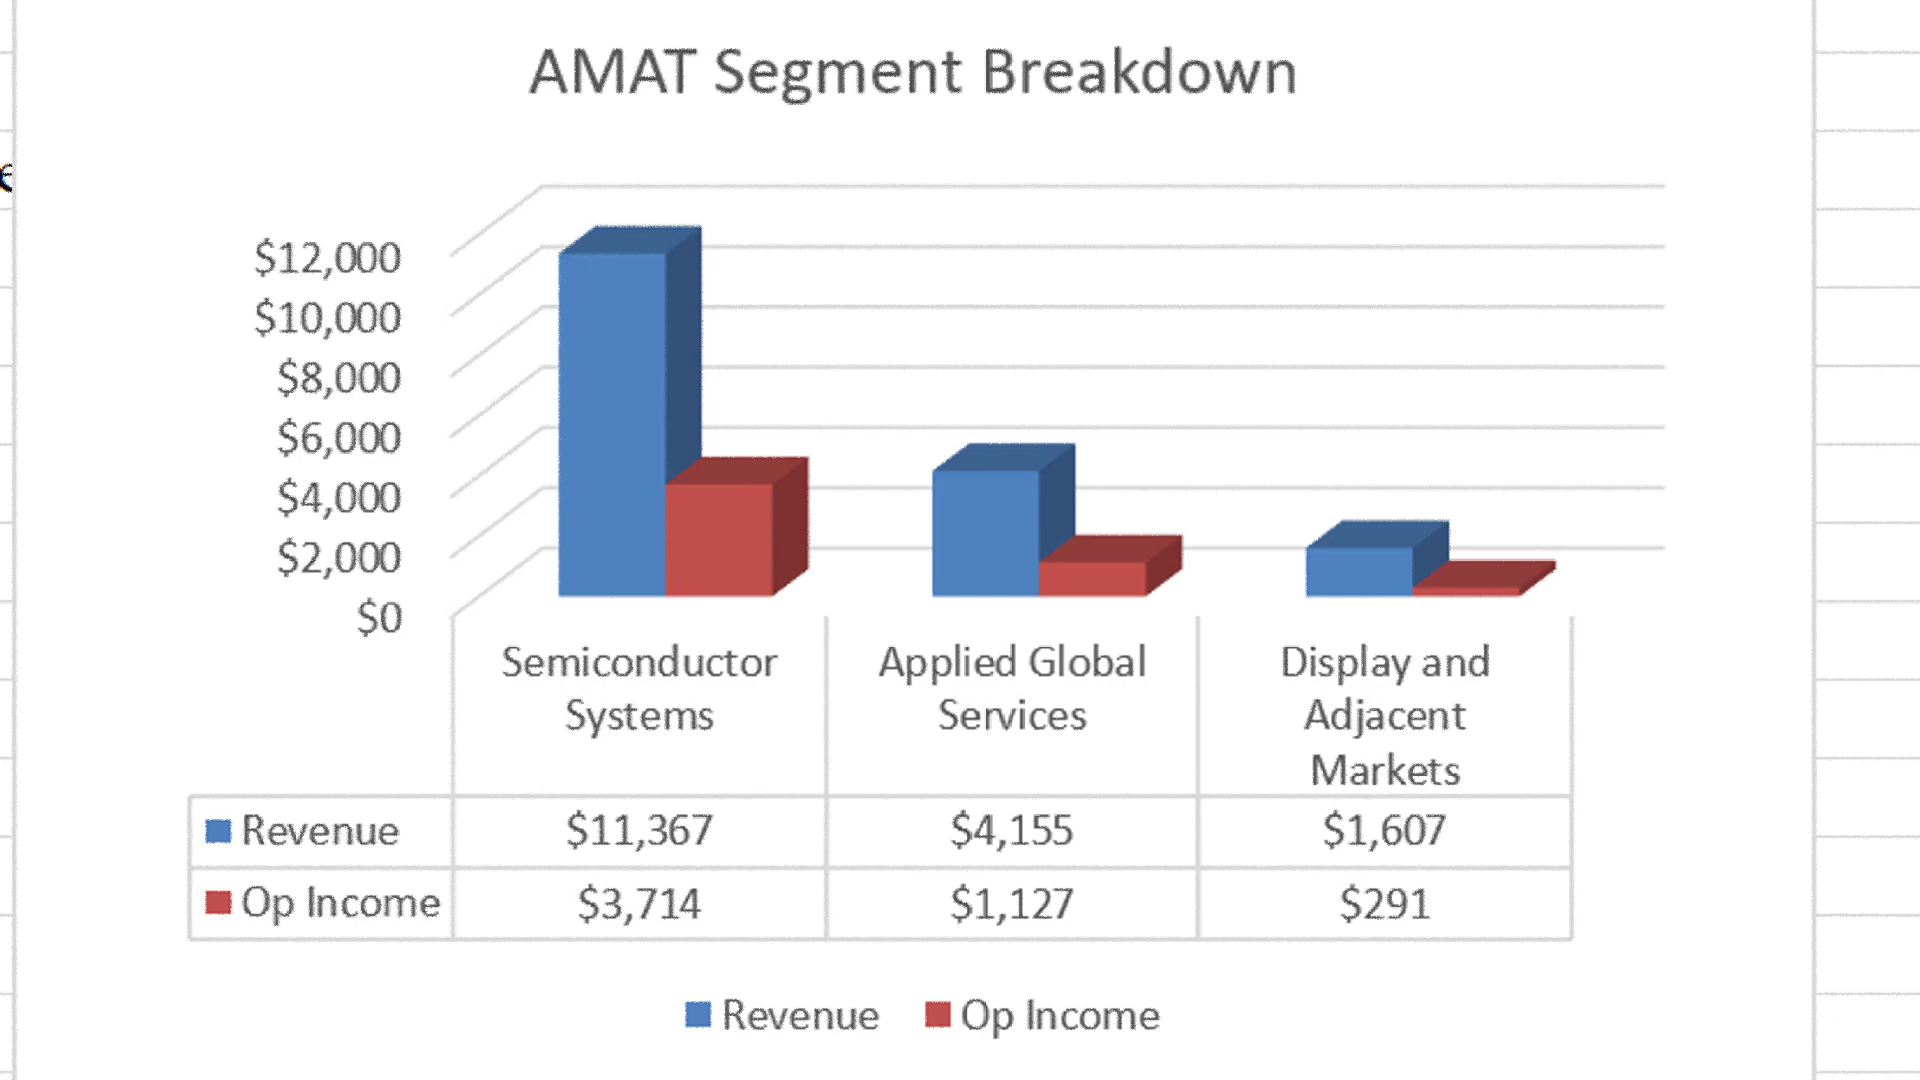 AMAT Segment Breakdown
$12,000
$10,000
$8,000
$6,000
$4,000
$2,000
$0
Semiconductor
Systems
Applied Global
Services
Display and
Adjacent
Markets
Revenue $11,367 $4,155 $1,607
Op Income $3,714 $1,127 $291
Revenue Op Income